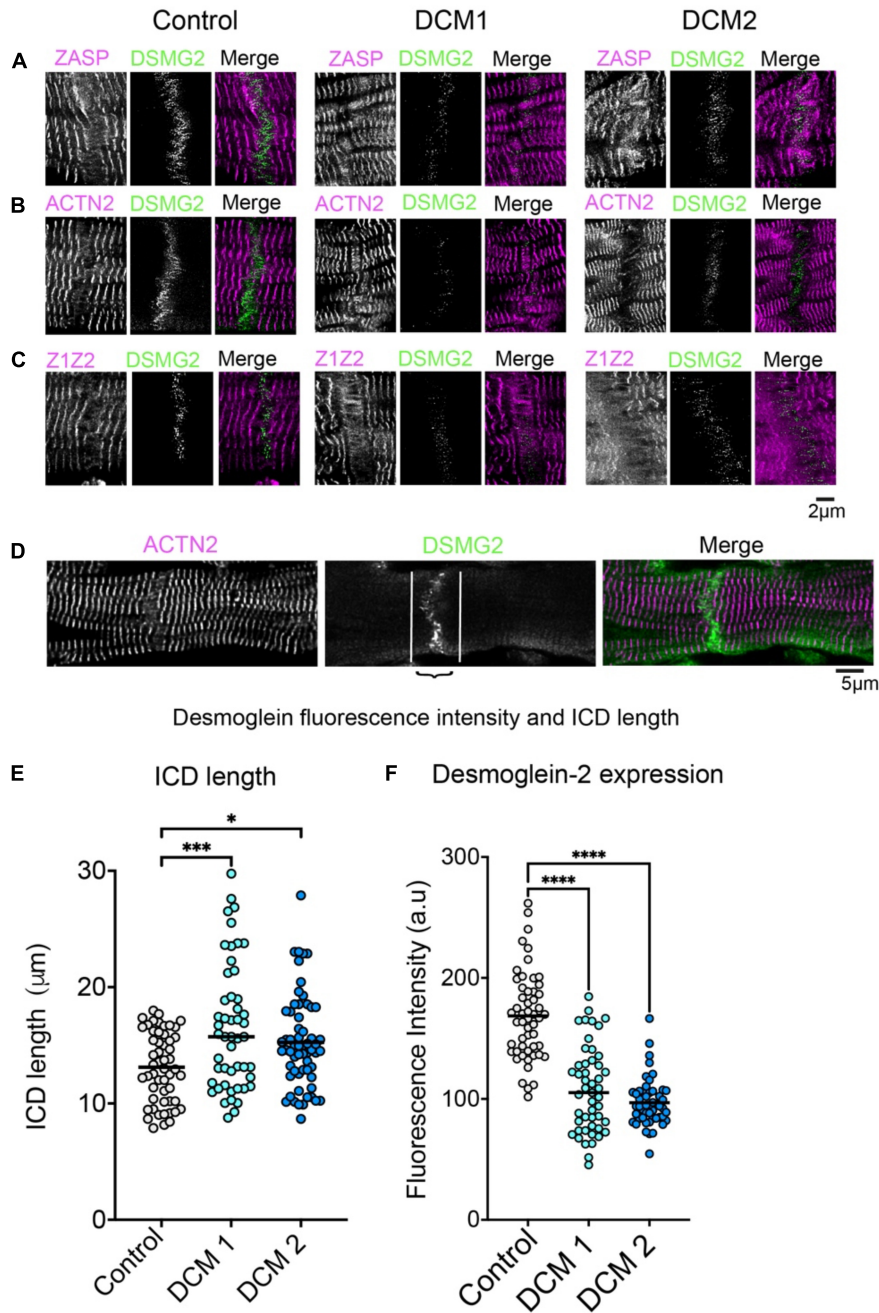 Control DCM1 DCM2
A ZASP DSMG2 Merge ZASP DSMG2 Merge ZASP DSMG2 Merge
B ACTN2 DSMG2 Merge ACTN2 DSMG2 Merge ACTN2 DSMG2 Merge
C Z1Z2 DSMG2 Merge Z1Z2 DSMG2 Merge Z1Z2 DSMG2 Merge
2μm
D ACTN2 DSMG2 Merge
5μm
Desmoglein fluorescence intensity and ICD length
E ICD length
*
***
ICD length (μm)
30
20
10
0
Control DCM 1 DCM 2
F Desmoglein-2 expression
****
****
Fluorescence Intensity (a.u)
300
200
100
0
Control DCM 1 DCM 2